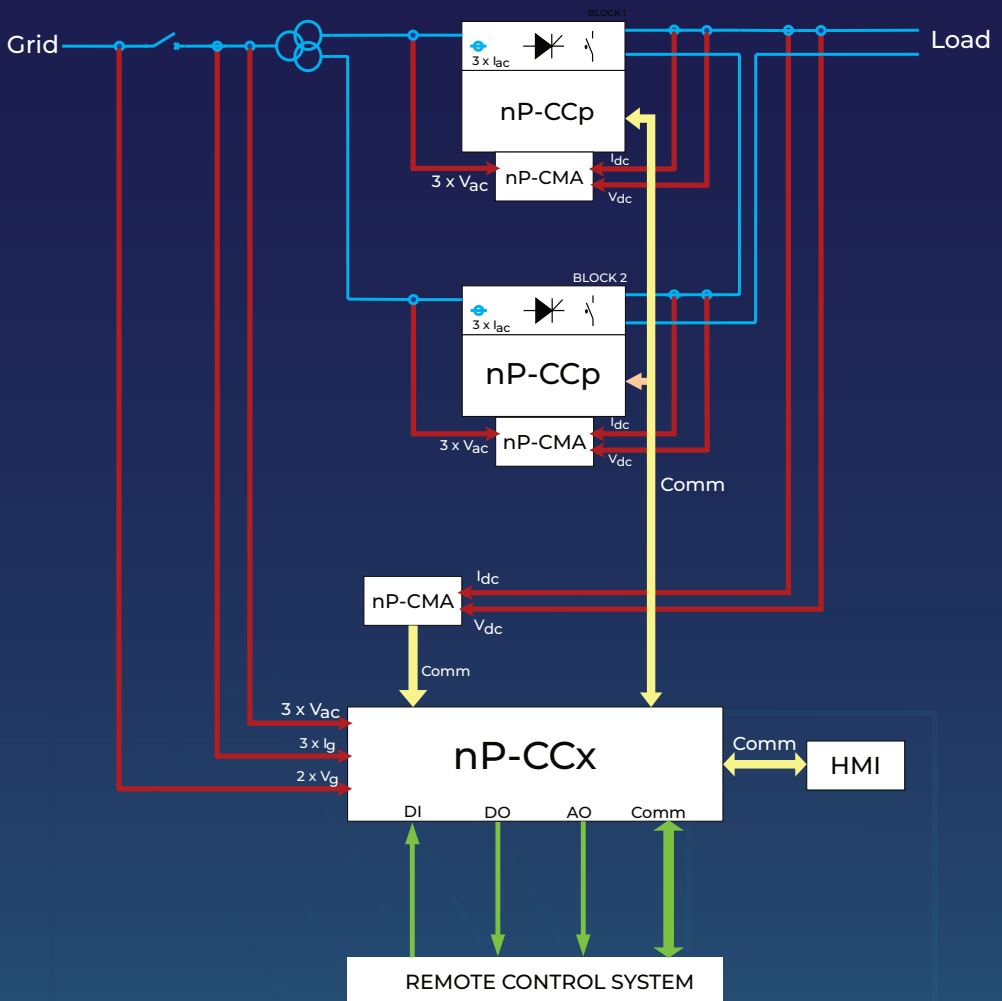 BLOCK 1
Grid
Load
3 x Iac
nP-CCp
Idc
3 x Vac
nP-CMA
Vdc
BLOCK 2
3 x Iac
nP-CCp
Idc
3 x Vac
nP-CMA
Vdc
Comm
Idc
nP-CMA
Vdc
Comm
3 x Vac
3 x Ig
2 x Vg
nP-CCx
Comm
HMI
DI
DO
AO
Comm
REMOTE CONTROL SYSTEM